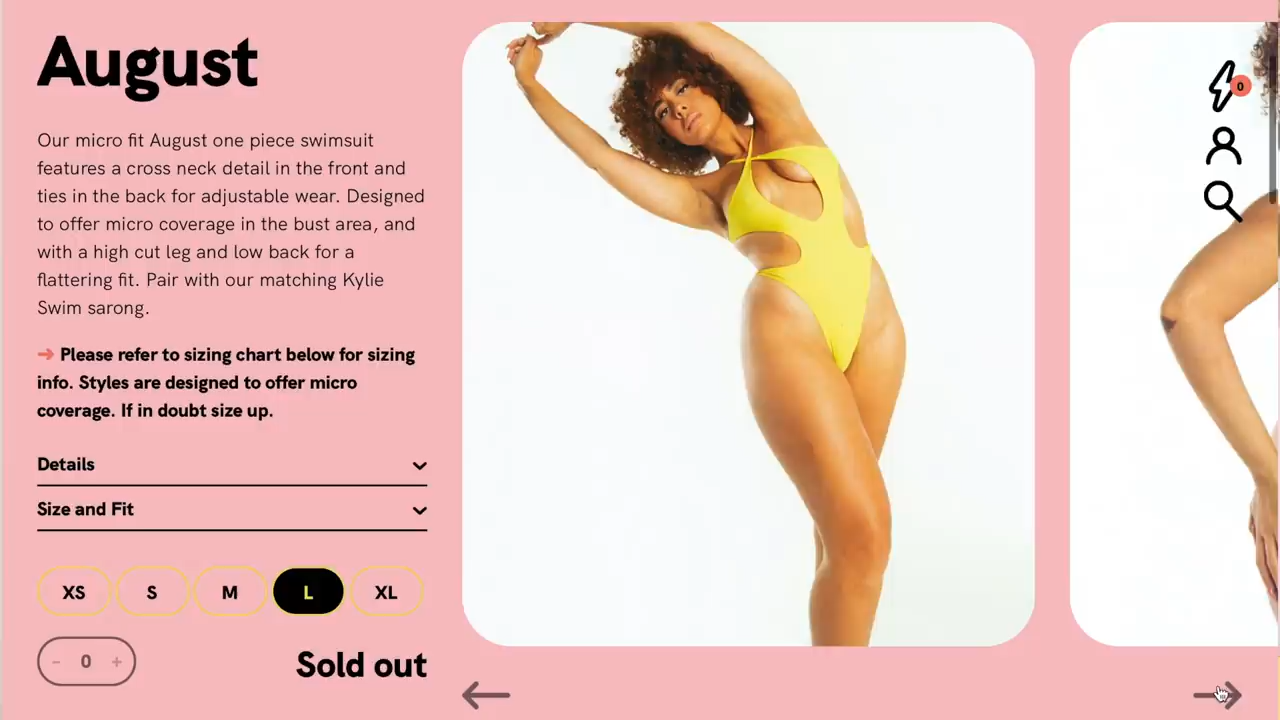 August
Our micro fit August one piece swimsuit
features a cross neck detail in the front and
ties in the back for adjustable wear. Designed
to offer micro coverage in the bust area, and
with a high cut leg and low back for a
flattering fit. Pair with our matching Kylie
Swim sarong.
➔ Please refer to sizing chart below for sizing
info. Styles are designed to offer micro
coverage. If in doubt size up.
Details
Size and Fit
XS S M L XL
- 0 +
Sold out
0